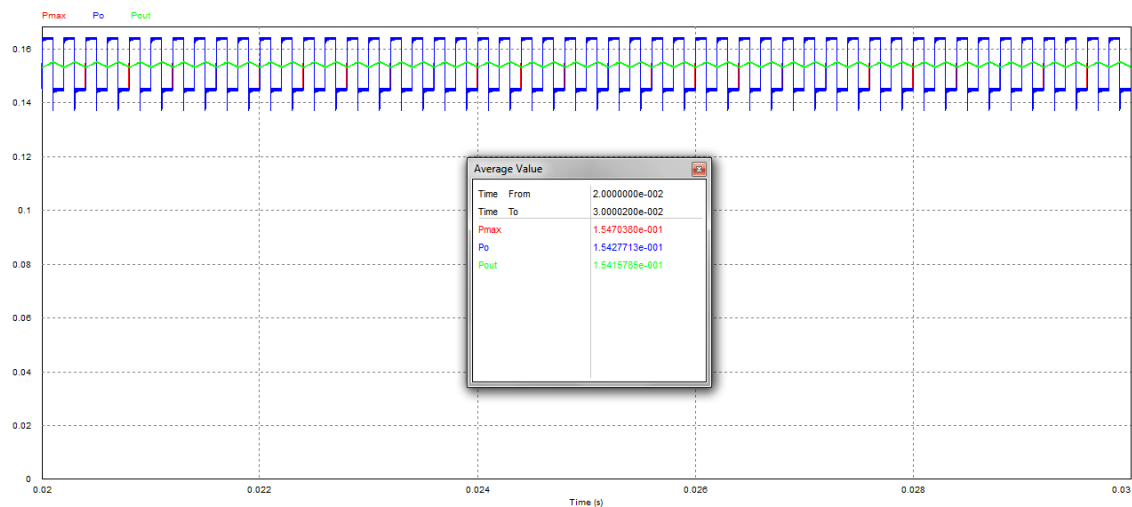 Pmax Po Pout
0.16
0.14
0.12
Average Value
Time From 2.0000000e-002
Time To 3.0000200e-002
Pmax 1.5470380e-001
Po 1.5427713e-001
Pout 1.5415785e-001
0.1
0.08
0.06
0.04
0.02
0
0.02 0.022 0.024 0.026 0.028 0.03
Time (s)